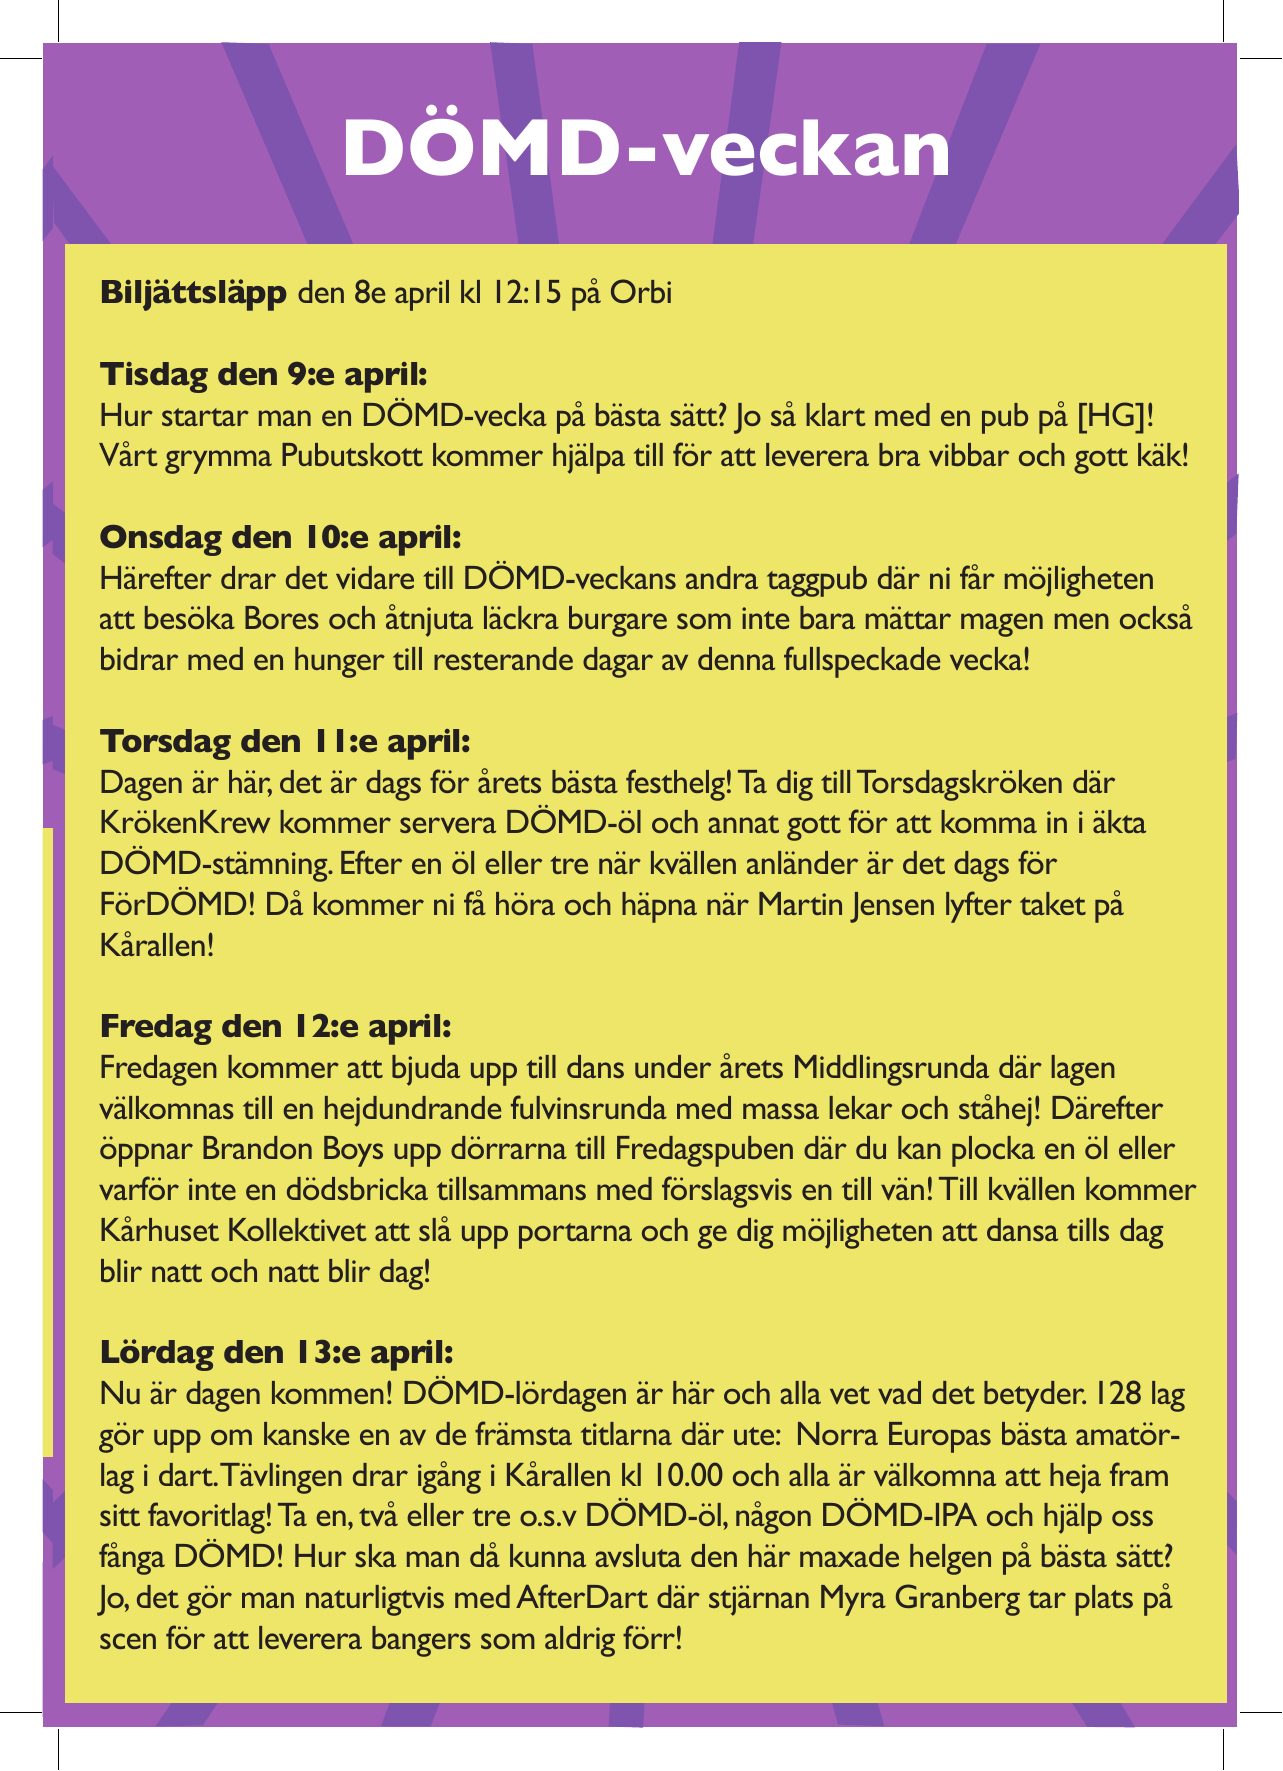 DÖMD-veckan
Biljättsläpp den 8e april kl 12:15 på Orbi
Tisdag den 9:e april:
Hur startar man en DÖMD-vecka på bästa sätt? Jo så klart med en pub på [HG]!
Vårt grymma Pubutskott kommer hjälpa till för att leverera bra vibbar och gott käk!
Onsdag den 10:e april:
Härefter drar det vidare till DÖMD-veckans andra taggpub där ni får möjligheten
att besöka Bores och åtnjuta läckra burgare som inte bara mättar magen men också
bidrar med en hunger till resterande dagar av denna fullspeckade vecka!
Torsdag den 11:e april:
Dagen är här, det är dags för årets bästa festhelg! Ta dig till Torsdagskröken där
KrökenKrew kommer servera DÖMD-öl och annat gott för att komma in i äkta
DÖMD-stämning. Efter en öl eller tre när kvällen anländer är det dags för
FörDÖMD! Då kommer ni få höra och häpna när Martin Jensen lyfter taket på
Kårallen!
Fredag den 12:e april:
Fredagen kommer att bjuda upp till dans under årets Middlingsrunda där lagen
välkomnas till en hejdundrande fulvinsrunda med massa lekar och ståhej! Därefter
öppnar Brandon Boys upp dörrarna till Fredagspuben där du kan plocka en öl eller
varför inte en dödsbricka tillsammans med förslagsvis en till vän! Till kvällen kommer
Kårhuset Kollektivet att slå upp portarna och ge dig möjligheten att dansa tills dag
blir natt och natt blir dag!
Lördag den 13:e april:
Nu är dagen kommen! DÖMD-lördagen är här och alla vet vad det betyder. 128 lag
gör upp om kanske en av de främsta titlarna där ute:  Norra Europas bästa amatör-
lag i dart. Tävlingen drar igång i Kårallen kl 10.00 och alla är välkomna att heja fram
sitt favoritlag! Ta en, två eller tre o.s.v DÖMD-öl, någon DÖMD-IPA och hjälp oss
fånga DÖMD! Hur ska man då kunna avsluta den här maxade helgen på bästa sätt?
Jo, det gör man naturligtvis med AfterDart där stjärnan Myra Granberg tar plats på
scen för att leverera bangers som aldrig förr!